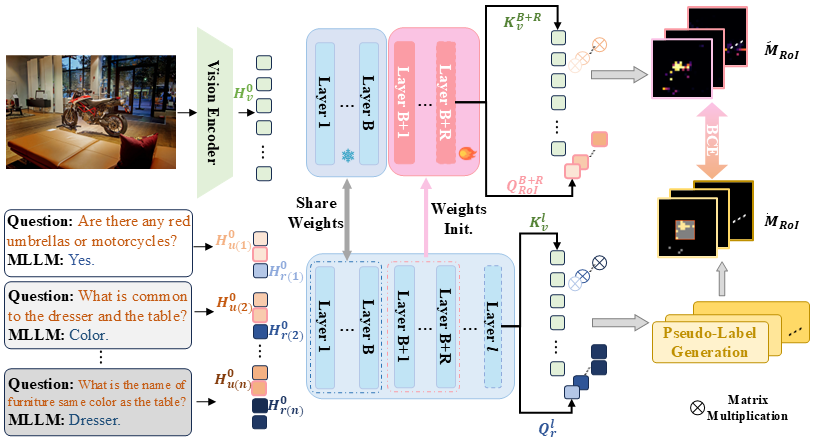 Vision Encoder
H_v^0
Layer 1
...
Layer B
Layer B+1
...
Layer B+R
K_v^{B+R}
Q_{RoI}^{B+R}
M̂_{RoI}
BCE
Share
Weights
Weights
Init.
Question: Are there any red
umbrellas or motorcycles?
MLLM: Yes.
H_{u(1)}^0
H_{r(1)}^0
Question: What is common
to the dresser and the table?
MLLM: Color.
H_{u(2)}^0
H_{r(2)}^0
...
Question: What is the name of
furniture same color as the table?
MLLM: Dresser.
H_{u(n)}^0
H_{r(n)}^0
Layer 1
...
Layer B
Layer B+1
...
Layer B+R
...
Layer l
K_v^l
Q_r^l
Ṁ_{RoI}
Pseudo-Label
Generation
Matrix
Multiplication